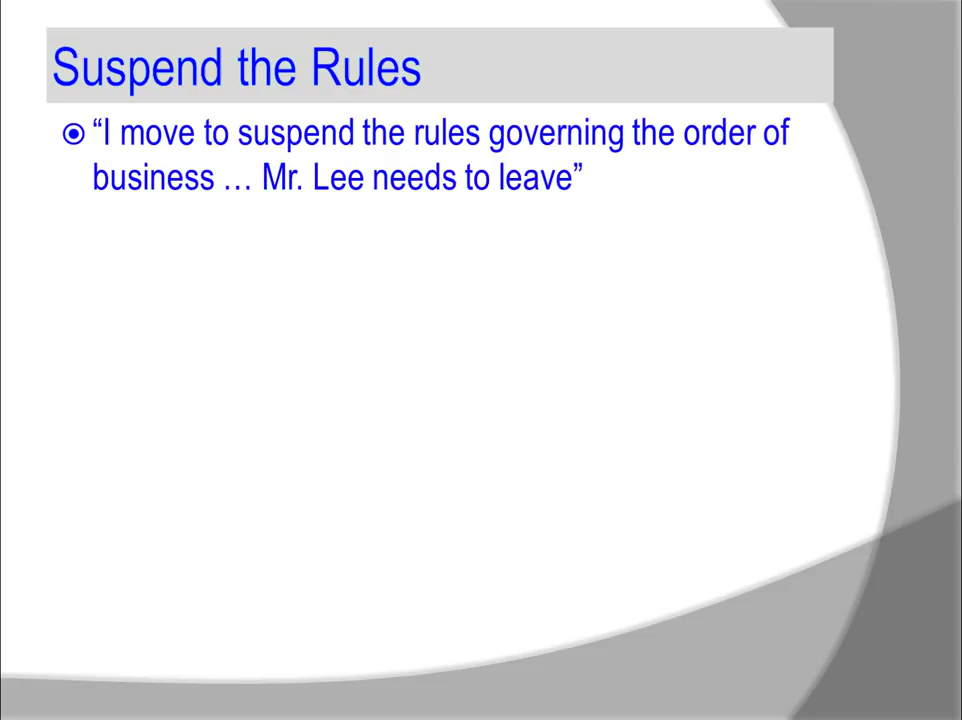 Suspend the Rules
“I move to suspend the rules governing the order of
business … Mr. Lee needs to leave”